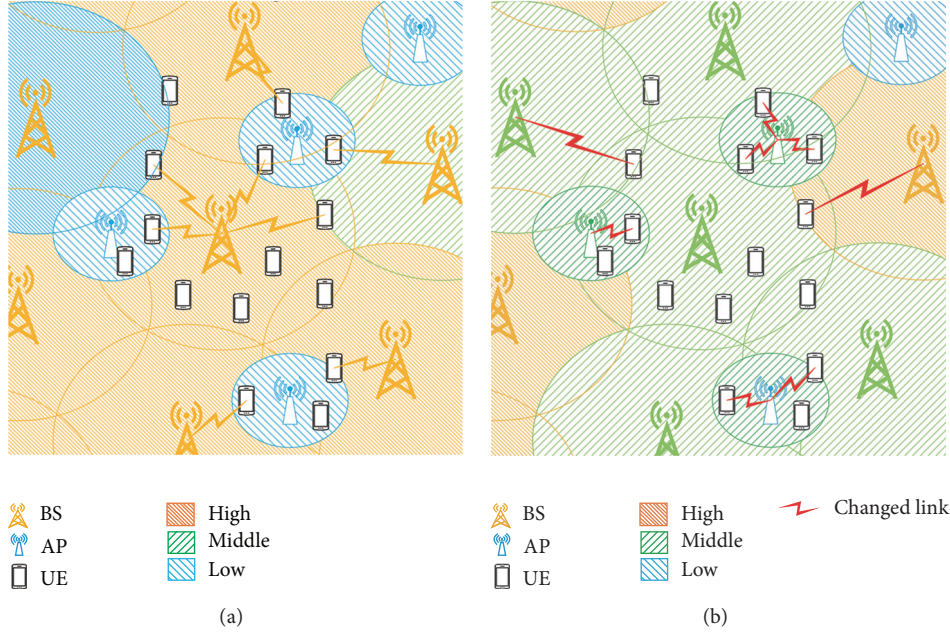 BS
High
AP
Middle
UE
Low
(a)
BS
High
Changed link
AP
Middle
UE
Low
(b)